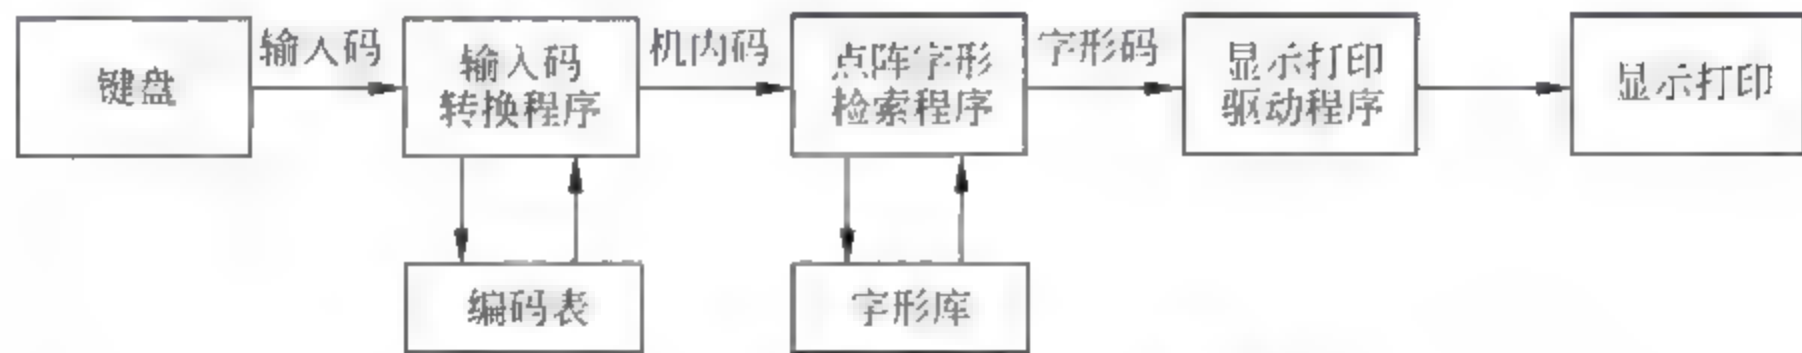 键盘
输入码
输入码
转换程序
机内码
点阵字形
检索程序
字形码
显示打印
驱动程序
显示打印
编码表
字形库